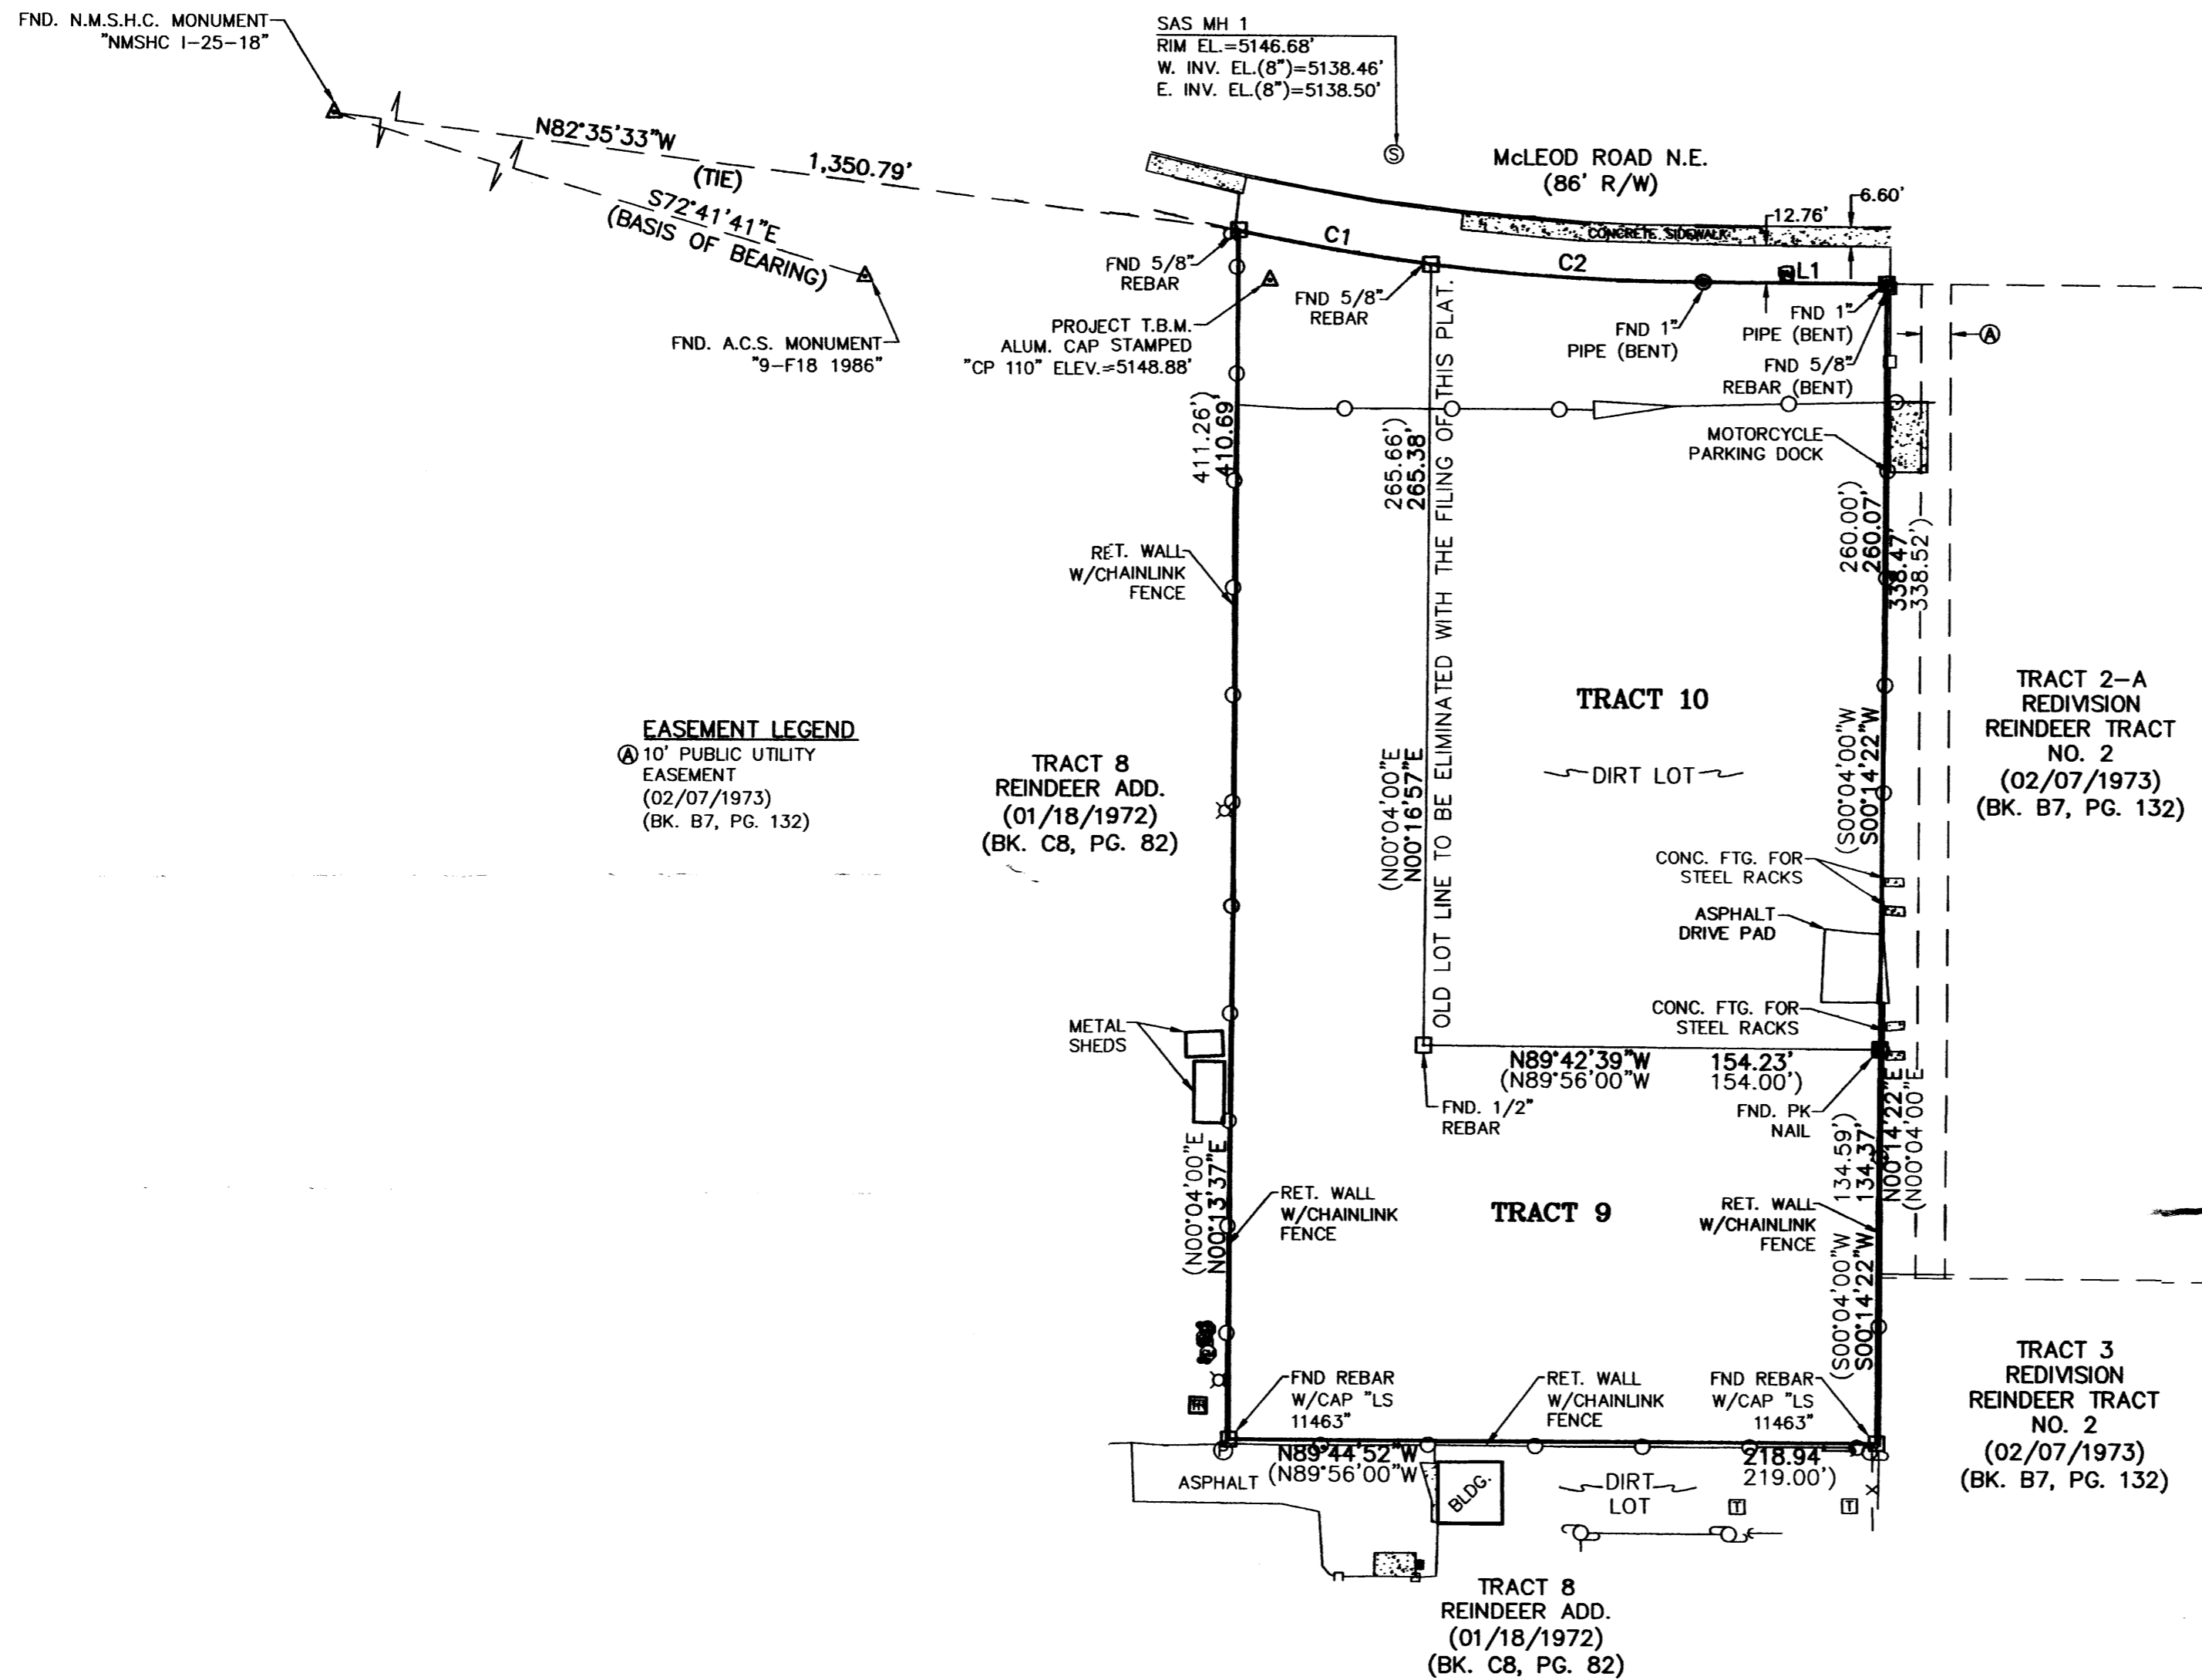 FND. N.M.S.H.C. MONUMENT
"NMSHC I-25-18"
N82°35'33"W
1,350.79'
(TIE)
S72°41'41"E
(BASIS OF BEARING)
FND. A.C.S. MONUMENT
"9-F18 1986"
SAS MH 1
RIM EL.=5146.68'
W. INV. EL.(8")=5138.46'
E. INV. EL.(8")=5138.50'
S
McLEOD ROAD N.E.
(86' R/W)
6.60'
12.76'
CONCRETE SIDEWALK
C1
C2
L1
FND 5/8"
REBAR
FND 5/8"
REBAR
FND 1"
PIPE (BENT)
FND 1"
PIPE (BENT)
FND 5/8"
REBAR (BENT)
A
PROJECT T.B.M.
ALUM. CAP STAMPED
"CP 110" ELEV.=5148.88'
MOTORCYCLE
PARKING DOCK
411.26')
410.69'
265.66')
265.38'
OLD LOT LINE TO BE ELIMINATED WITH THE FILING OF THIS PLAT.
260.00')
260.07'
338.47'
338.52')
RET. WALL
W/CHAINLINK
FENCE
TRACT 10
DIRT LOT
(N00°04'00"E
N00°16'57"E
(S00°04'00"W
S00°14'22"W
TRACT 2-A
REDIVISION
REINDEER TRACT
NO. 2
(02/07/1973)
(BK. B7, PG. 132)
EASEMENT LEGEND
A 10' PUBLIC UTILITY
EASEMENT
(02/07/1973)
(BK. B7, PG. 132)
TRACT 8
REINDEER ADD.
(01/18/1972)
(BK. C8, PG. 82)
CONC. FTG. FOR
STEEL RACKS
ASPHALT
DRIVE PAD
CONC. FTG. FOR
STEEL RACKS
METAL
SHEDS
N89°42'39"W 154.23'
(N89°56'00"W 154.00')
FND. 1/2"
REBAR
FND. PK
NAIL
N00°14'22"E
(N00°04'00"E
(N00°04'00"E
N00°13'37"E
RET. WALL
W/CHAINLINK
FENCE
TRACT 9
RET. WALL
W/CHAINLINK
FENCE
(S00°04'00"W 134.59')
S00°14'22"W 134.37'
TRACT 3
REDIVISION
REINDEER TRACT
NO. 2
(02/07/1973)
(BK. B7, PG. 132)
FND REBAR
W/CAP "LS
11463"
RET. WALL
W/CHAINLINK
FENCE
FND REBAR
W/CAP "LS
11463"
P
N89°44'52"W 218.94'
(N89°56'00"W 219.00')
ASPHALT
BLDG.
DIRT
LOT
T
T
X
TRACT 8
REINDEER ADD.
(01/18/1972)
(BK. C8, PG. 82)